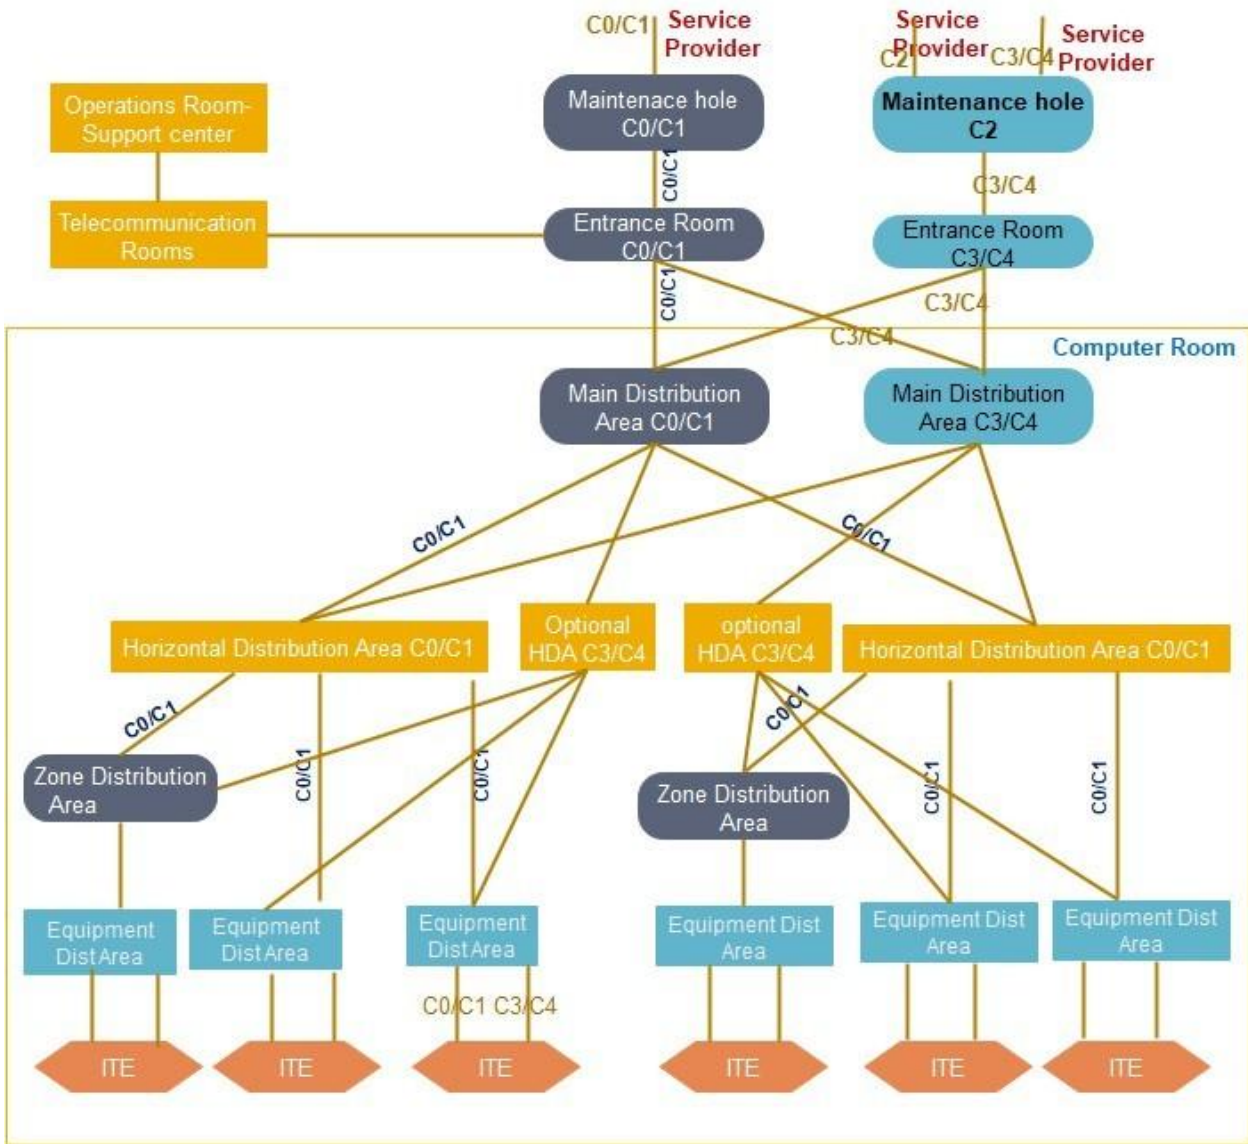 C0/C1
Service
Provider
Service
Provider
C2
C3/C4
Service
Provider
Operations Room-
Support center
Maintenace hole
C0/C1
Maintenance hole
C2
C0/C1
C3/C4
Telecommunication
Rooms
Entrance Room
C0/C1
Entrance Room
C3/C4
C0/C1
C3/C4
C3/C4
Computer Room
Main Distribution
Area C0/C1
Main Distribution
Area C3/C4
C0/C1
C0/C1
Horizontal Distribution Area C0/C1
Optional
HDA C3/C4
optional
HDA C3/C4
Horizontal Distribution Area C0/C1
C0/C1
C0/C1
C0/C1
C0/C1
C0/C1
C0/C1
Zone Distribution
Area
Zone Distribution
Area
Equipment
Dist Area
Equipment
Dist Area
Equipment
Dist Area
Equipment Dist
Area
Equipment Dist
Area
Equipment Dist
Area
C0/C1 C3/C4
ITE
ITE
ITE
ITE
ITE
ITE